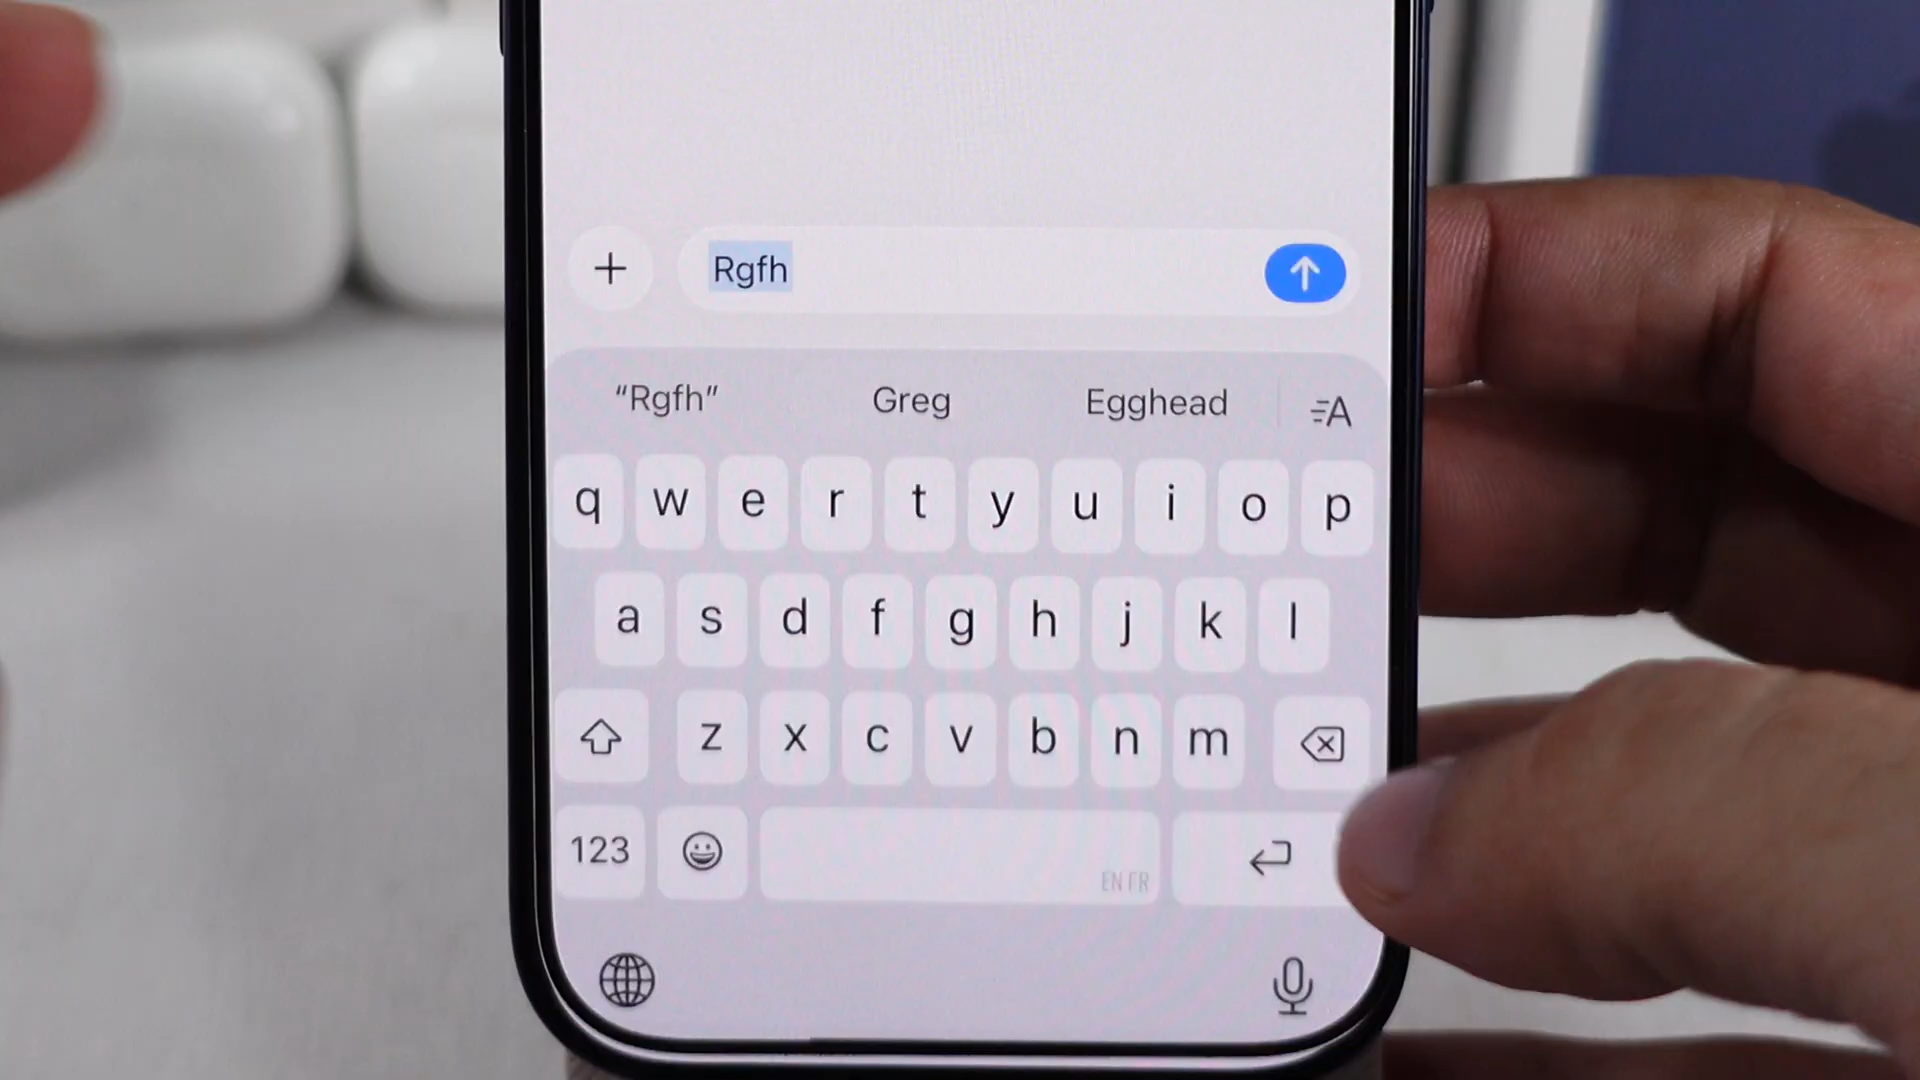 Rgfh
“Rgfh” Greg Egghead A
q w e r t y u i o p
a s d f g h j k l
z x c v b n m
123
EN FR